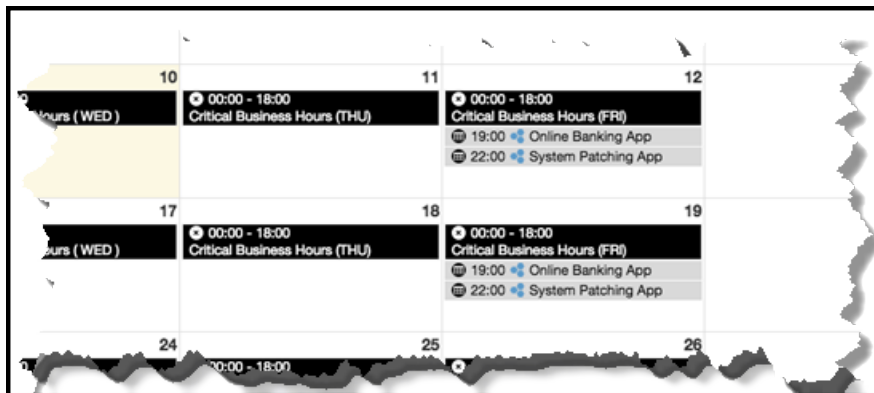 10
11
12
Hours ( WED )
00:00 - 18:00
Critical Business Hours (THU)
00:00 - 18:00
Critical Business Hours (FRI)
19:00 Online Banking App
22:00 System Patching App
17
18
19
( WED )
00:00 - 18:00
Critical Business Hours (THU)
00:00 - 18:00
Critical Business Hours (FRI)
19:00 Online Banking App
22:00 System Patching App
24
25
26
00:00 - 18:00